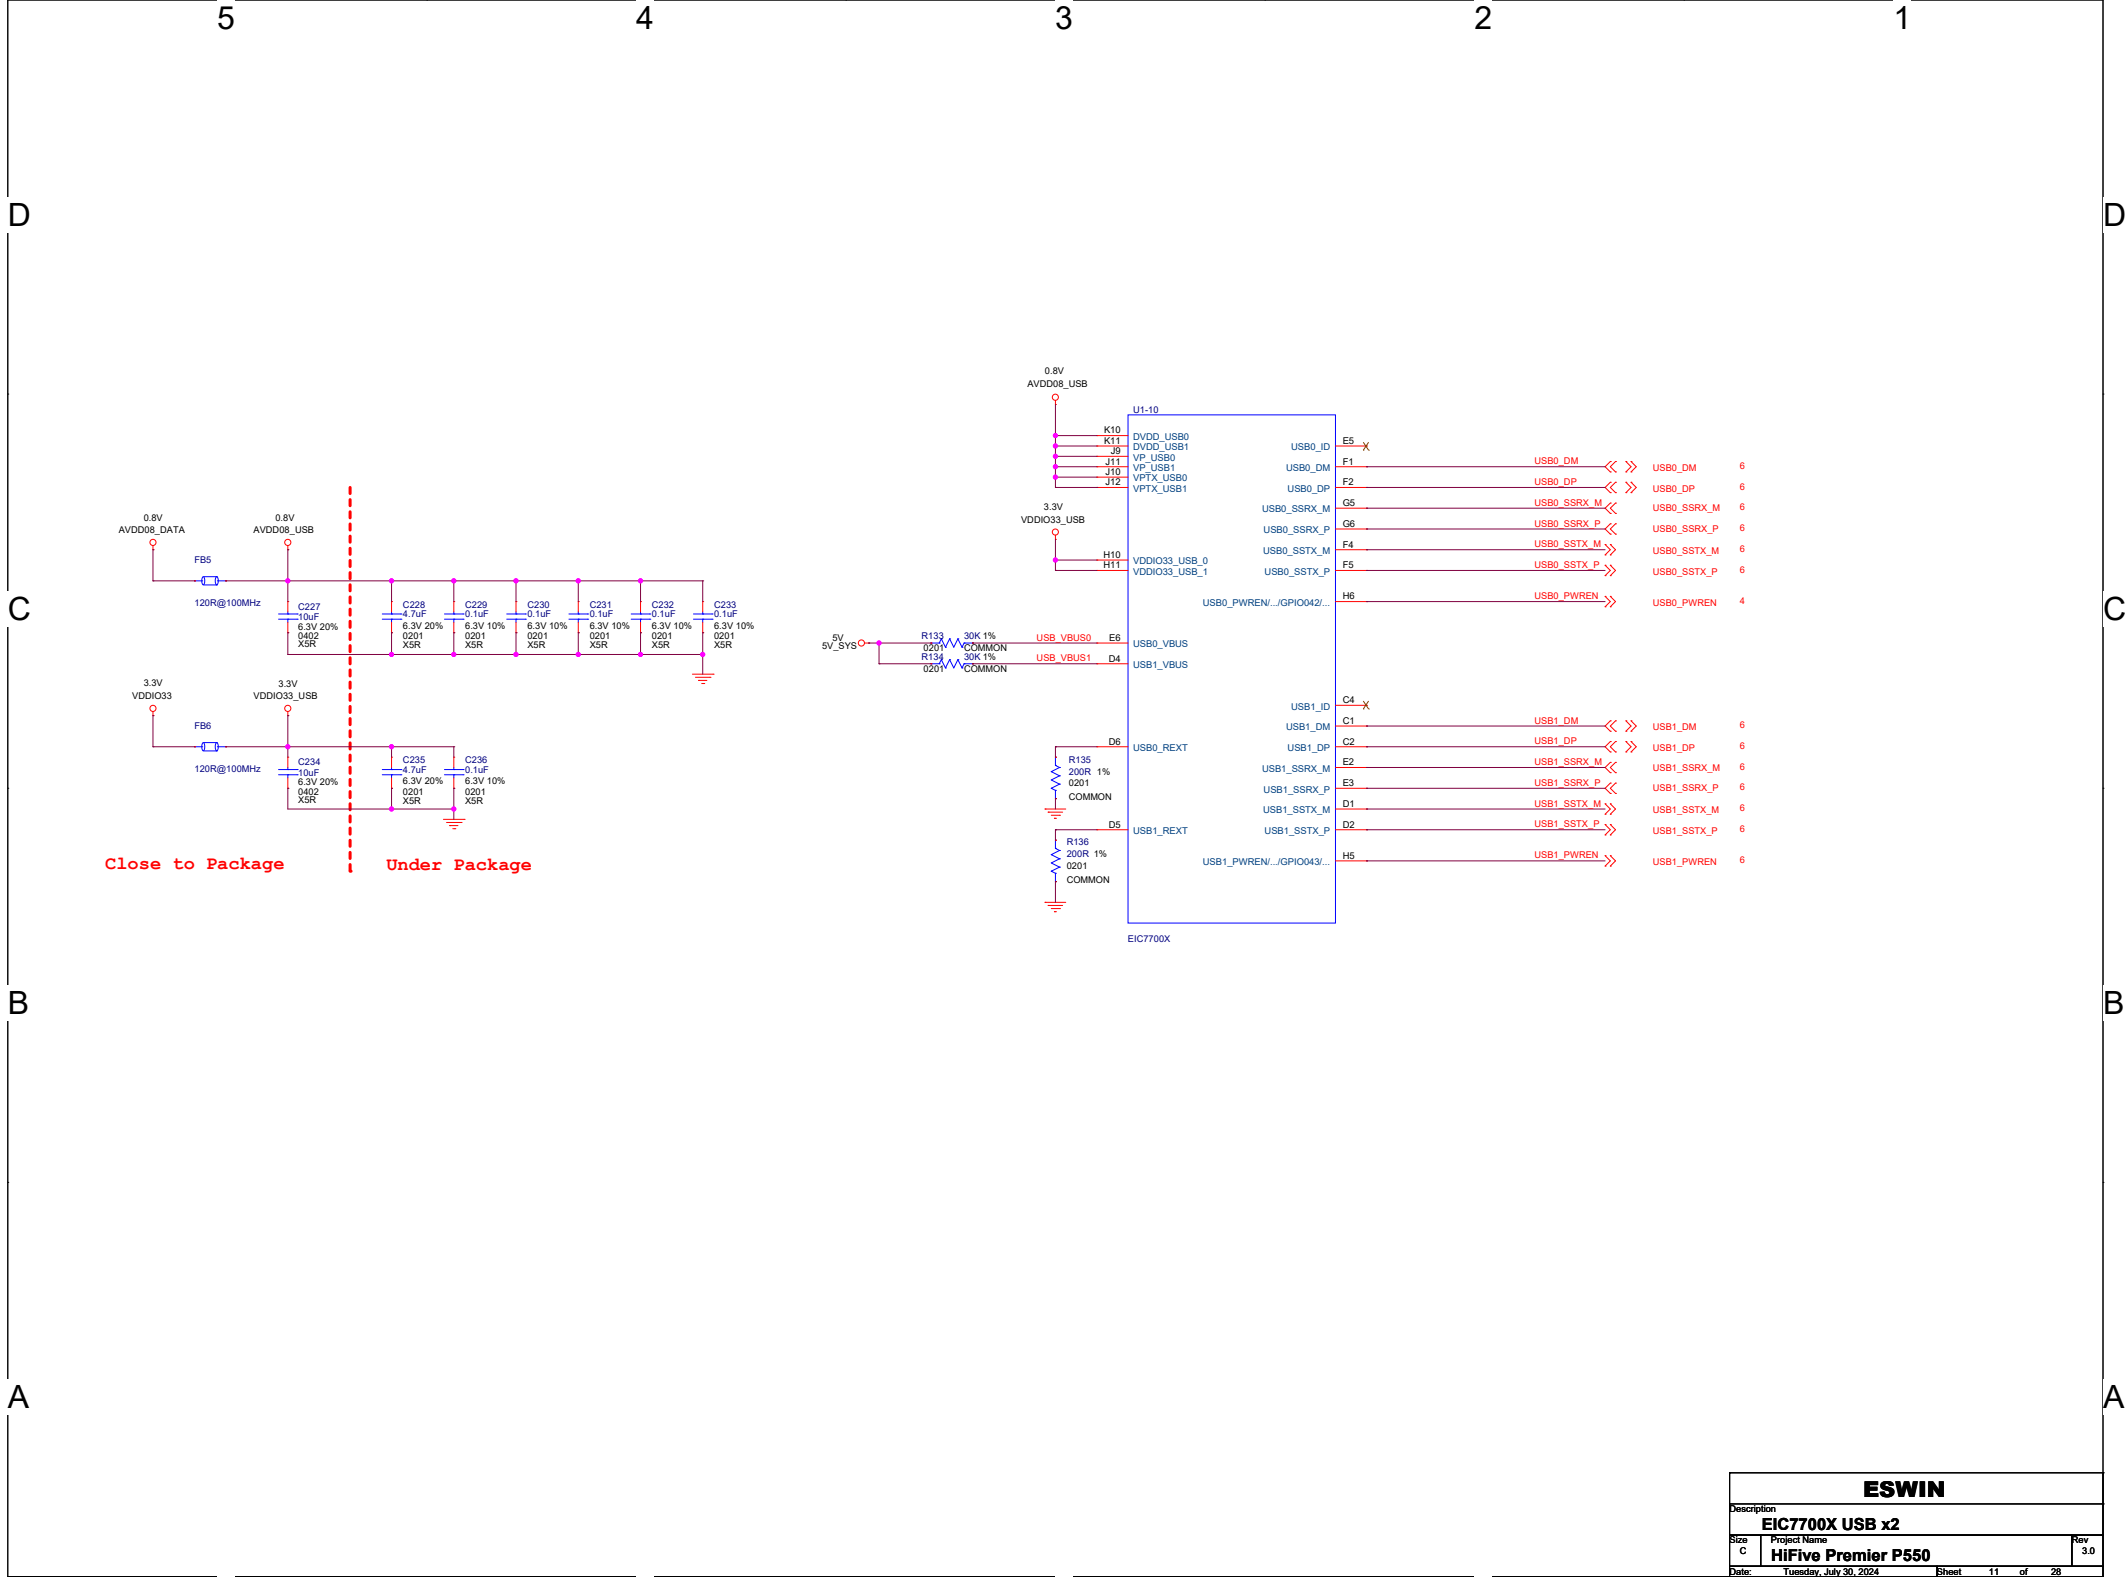 5 4 3 2 1
D D
C C
B B
A A
0.8V
AVDD08_DATA
0.8V
AVDD08_USB
FB5
120R@100MHz
C227
10uF
6.3V 20%
0402
X5R
C228
4.7uF
6.3V 20%
0201
X5R
C229
0.1uF
6.3V 10%
0201
X5R
C230
0.1uF
6.3V 10%
0201
X5R
C231
0.1uF
6.3V 10%
0201
X5R
C232
0.1uF
6.3V 10%
0201
X5R
C233
0.1uF
6.3V 10%
0201
X5R
3.3V
VDDIO33
3.3V
VDDIO33_USB
FB6
120R@100MHz
C234
10uF
6.3V 20%
0402
X5R
C235
4.7uF
6.3V 20%
0201
X5R
C236
0.1uF
6.3V 10%
0201
X5R
Close to Package
Under Package
0.8V
AVDD08_USB
U1-10
K10 DVDD_USB0
K11 DVDD_USB1
J9 VP_USB0
J11 VP_USB1
J10 VPTX_USB0
J12 VPTX_USB1
3.3V
VDDIO33_USB
H10 VDDIO33_USB_0
H11 VDDIO33_USB_1
5V
5V_SYS
R133 30K 1%
0201 COMMON
USB_VBUS0 E6 USB0_VBUS
R134 30K 1%
0201 COMMON
USB_VBUS1 D4 USB1_VBUS
D6 USB0_REXT
R135
200R 1%
0201
COMMON
D5 USB1_REXT
R136
200R 1%
0201
COMMON
USB0_ID E5
USB0_DM F1 USB0_DM USB0_DM 6
USB0_DP F2 USB0_DP USB0_DP 6
USB0_SSRX_M G5 USB0_SSRX_M USB0_SSRX_M 6
USB0_SSRX_P G6 USB0_SSRX_P USB0_SSRX_P 6
USB0_SSTX_M F4 USB0_SSTX_M USB0_SSTX_M 6
USB0_SSTX_P F5 USB0_SSTX_P USB0_SSTX_P 6
USB0_PWREN/.../GPIO042/... H6 USB0_PWREN USB0_PWREN 4
USB1_ID C4
USB1_DM C1 USB1_DM USB1_DM 6
USB1_DP C2 USB1_DP USB1_DP 6
USB1_SSRX_M E2 USB1_SSRX_M USB1_SSRX_M 6
USB1_SSRX_P E3 USB1_SSRX_P USB1_SSRX_P 6
USB1_SSTX_M D1 USB1_SSTX_M USB1_SSTX_M 6
USB1_SSTX_P D2 USB1_SSTX_P USB1_SSTX_P 6
USB1_PWREN/.../GPIO043/... H5 USB1_PWREN USB1_PWREN 6
EIC7700X
ESWIN
Description
EIC7700X USB x2
Size Project Name Rev
C HiFive Premier P550 3.0
Date: Tuesday, July 30, 2024 Sheet 11 of 28